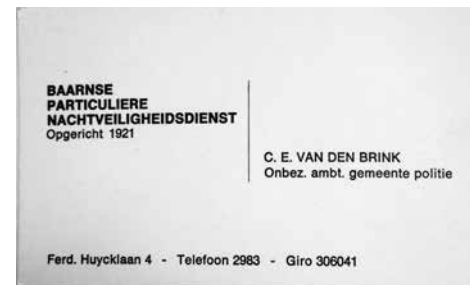 BAARNSE
PARTICULIERE
NACHTVEILIGHEIDSDIENST
Opgericht 1921
C. E. VAN DEN BRINK
Onbez. ambt. gemeente politie
Ferd. Huycklaan 4 - Telefoon 2983 - Giro 306041